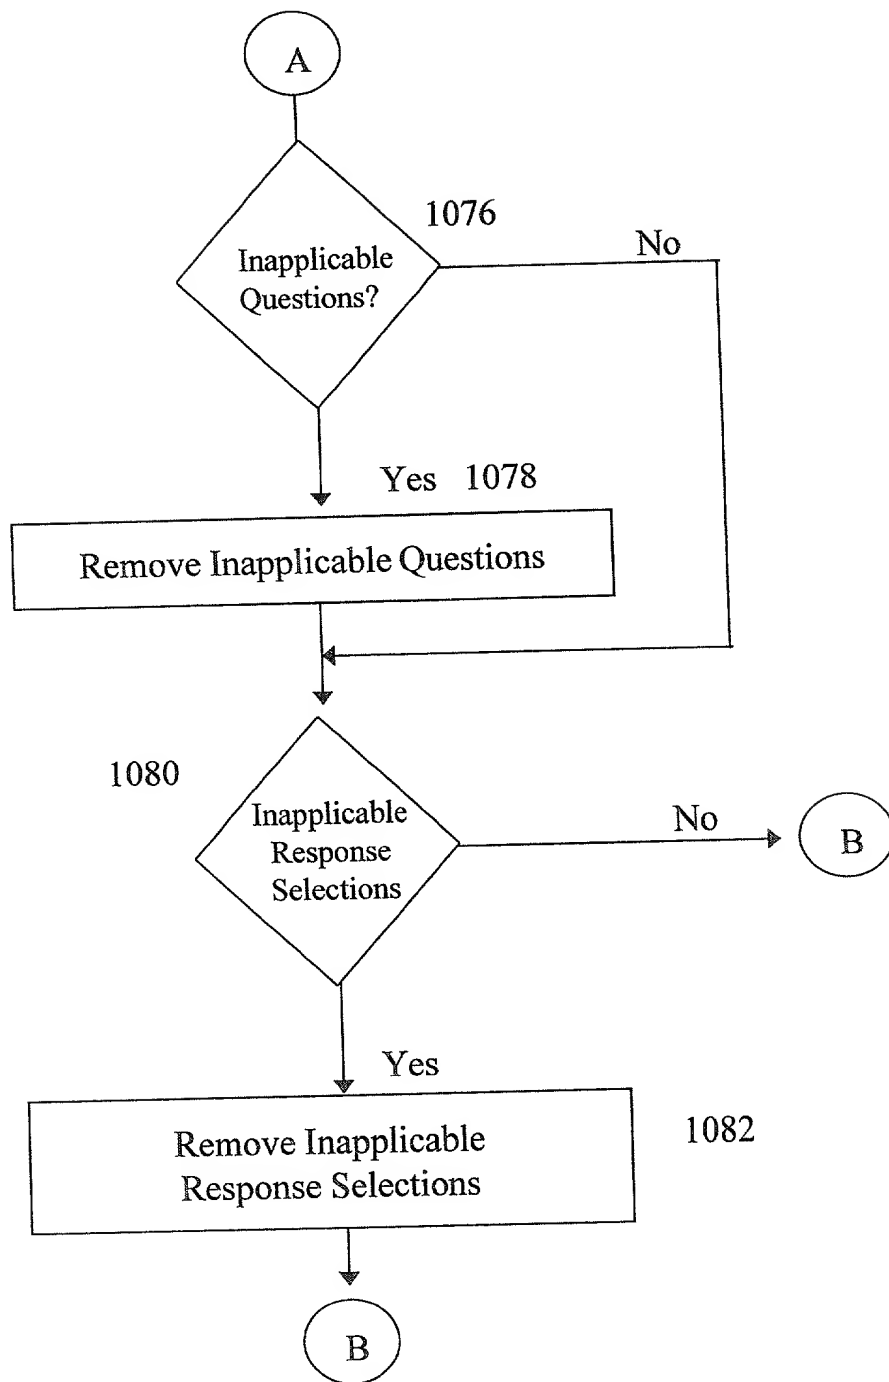 A
1076
No
Inapplicable
Questions?
Yes 1078
Remove Inapplicable Questions
1080
Inapplicable
Response
Selections
No
B
Yes
Remove Inapplicable
Response Selections
1082
B